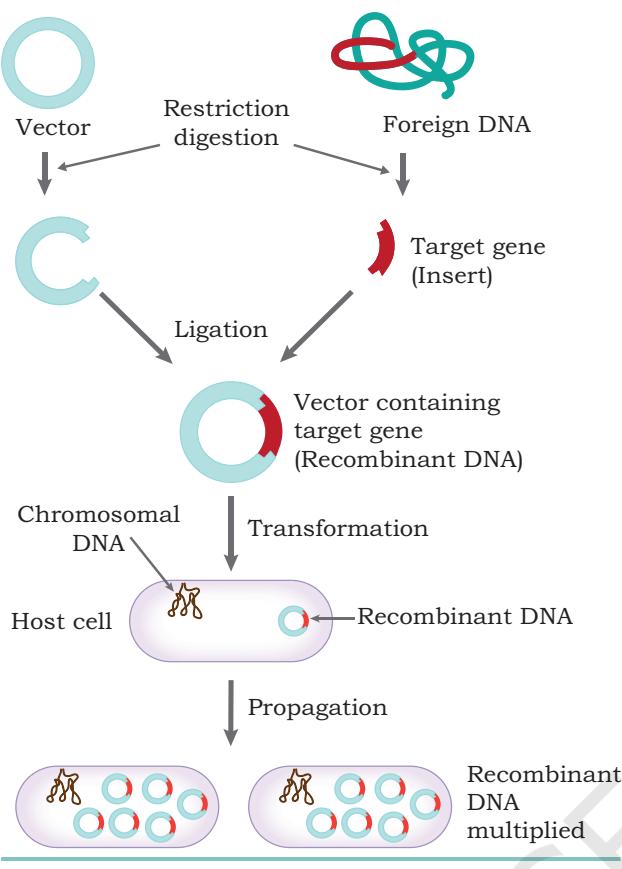 Vector
Restriction
digestion
Foreign DNA
Target gene
(Insert)
Ligation
Vector containing
target gene
(Recombinant DNA)
Chromosomal
DNA
Transformation
Host cell
Recombinant DNA
Propagation
Recombinant
DNA
multiplied